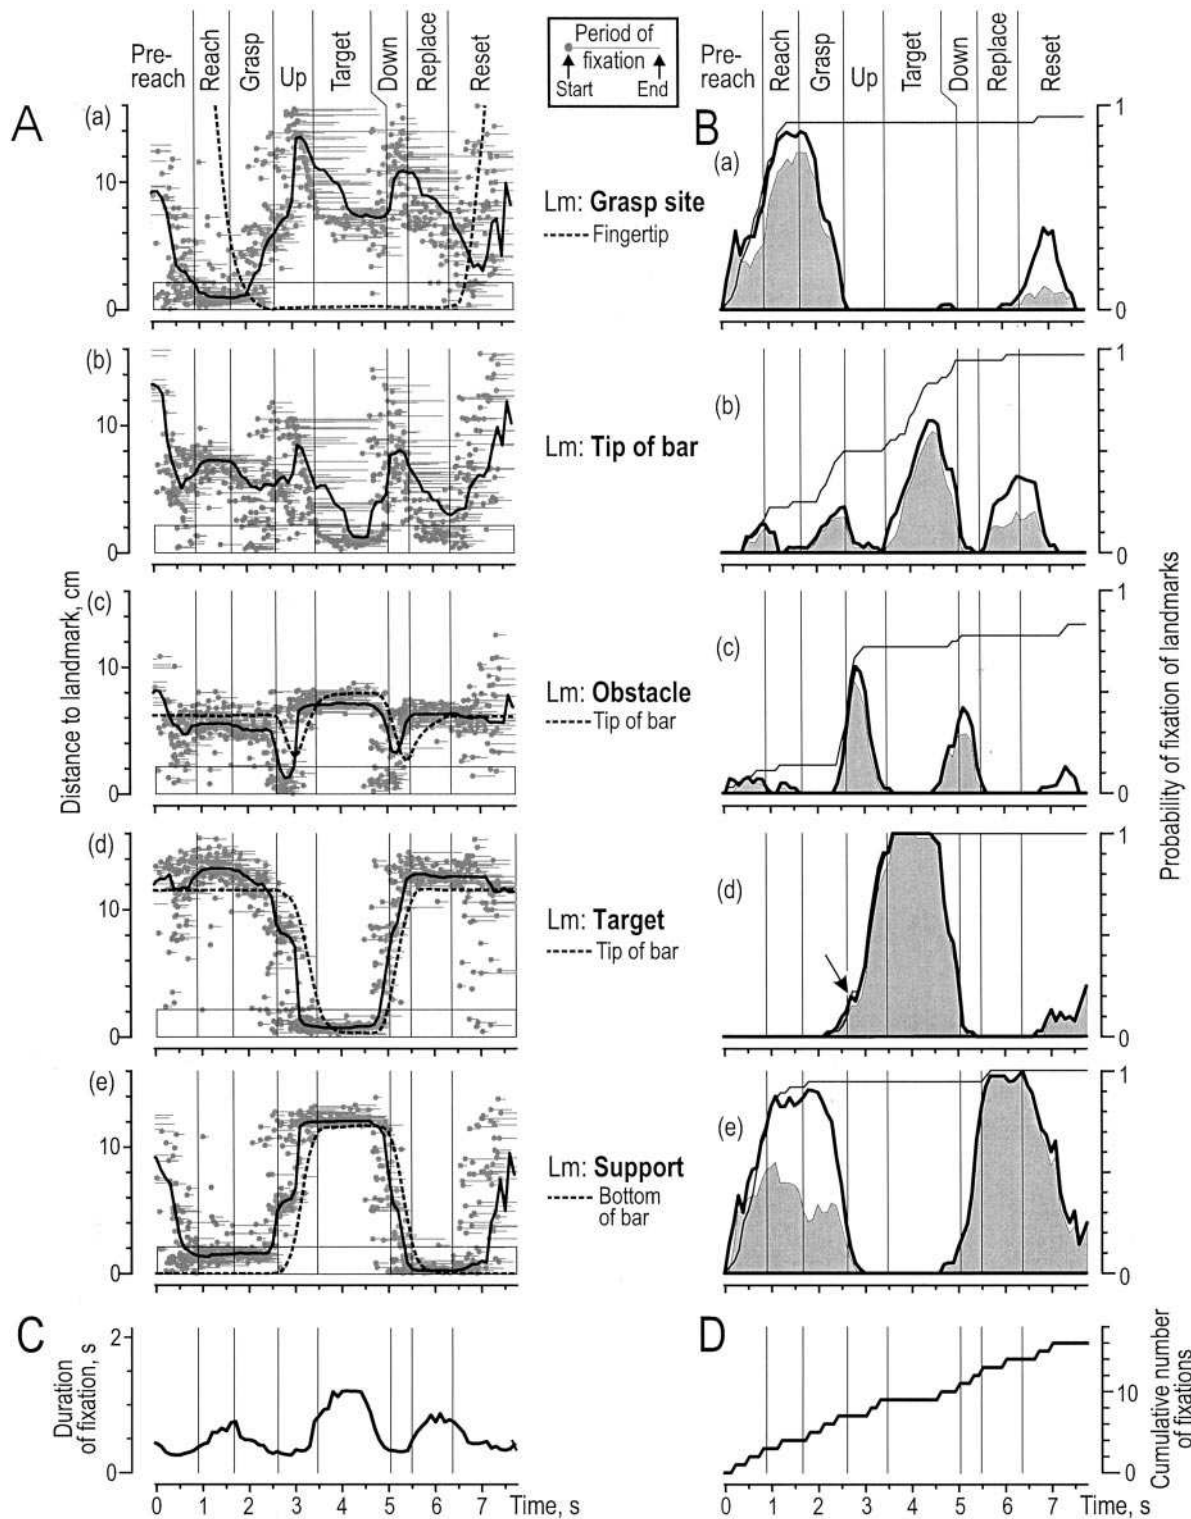 Pre-reach
Reach
Grasp
Up
Target
Down
Replace
Reset
Period of
fixation
Start End
Pre-reach
Reach
Grasp
Up
Target
Down
Replace
Reset
A
(a)
10
0
Lm: Grasp site
Fingertip
B
(a)
1
0
(b)
10
0
Lm: Tip of bar
(b)
1
0
Distance to landmark, cm
(c)
10
0
Lm: Obstacle
Tip of bar
(c)
1
0
Probability of fixation of landmarks
(d)
10
0
Lm: Target
Tip of bar
(d)
1
0
(e)
10
0
Lm: Support
Bottom
of bar
(e)
1
0
C
Duration
of fixation, s
2
0
0 1 2 3 4 5 6 7 Time, s
D
10
0
Cumulative number
of fixations
0 1 2 3 4 5 6 7 Time, s